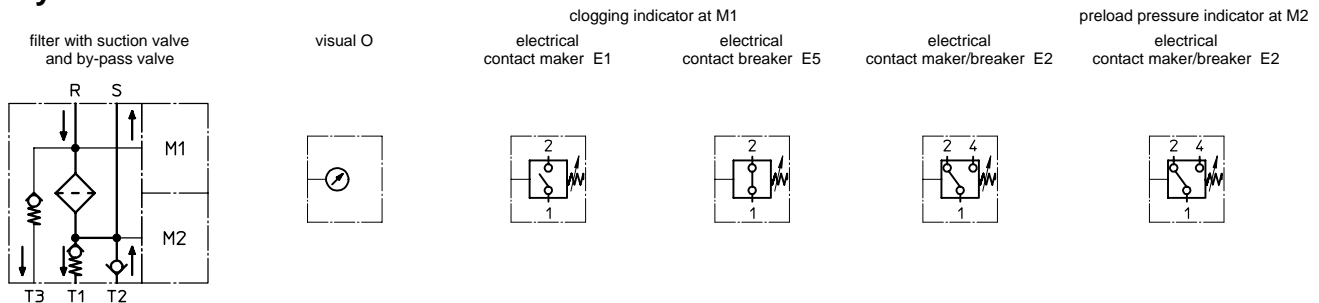 clogging indicator at M1
preload pressure indicator at M2
filter with suction valve
and by-pass valve
visual O
electrical
contact maker E1
electrical
contact breaker E5
electrical
contact maker/breaker E2
electrical
contact maker/breaker E2
R S
M1
M2
T3 T1 T2
2
1
2
1
2 4
1
2 4
1